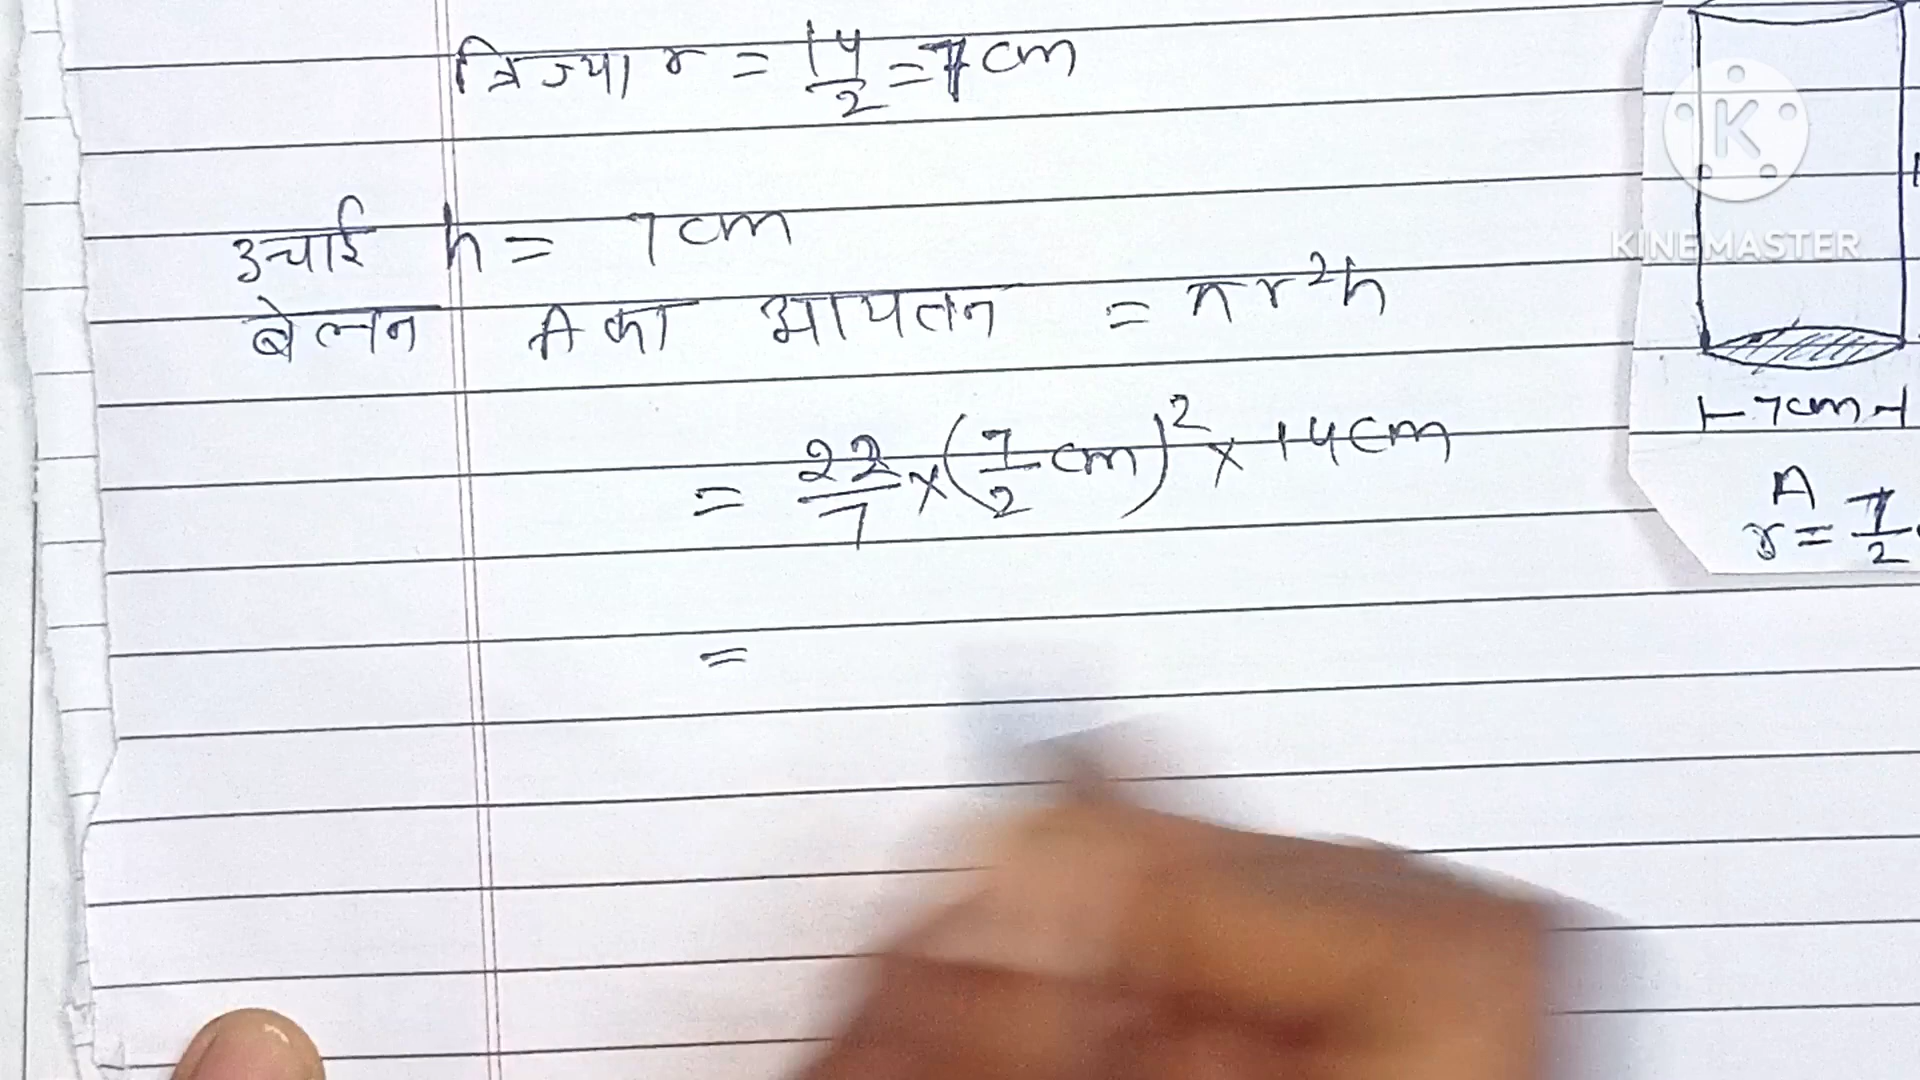 त्रिज्या r = 14/2 = 7 cm
उचाई h = 7 cm
बेलन A का आयतन = πr²h
= 22/7 × (7/2 cm)² × 14 cm
=
7 cm
A
r = 7/2
KINEMASTER